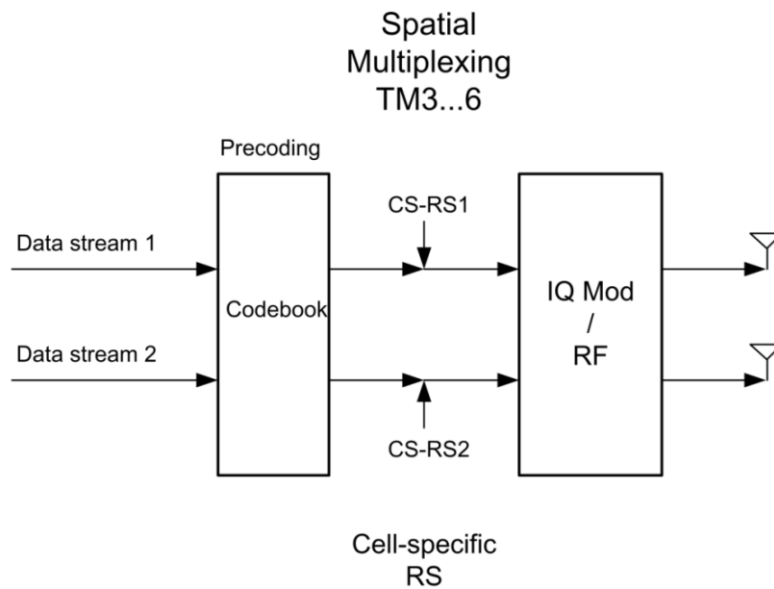 Spatial
Multiplexing
TM3...6
Precoding
CS-RS1
Data stream 1
Codebook
IQ Mod
/
RF
Data stream 2
CS-RS2
Cell-specific
RS